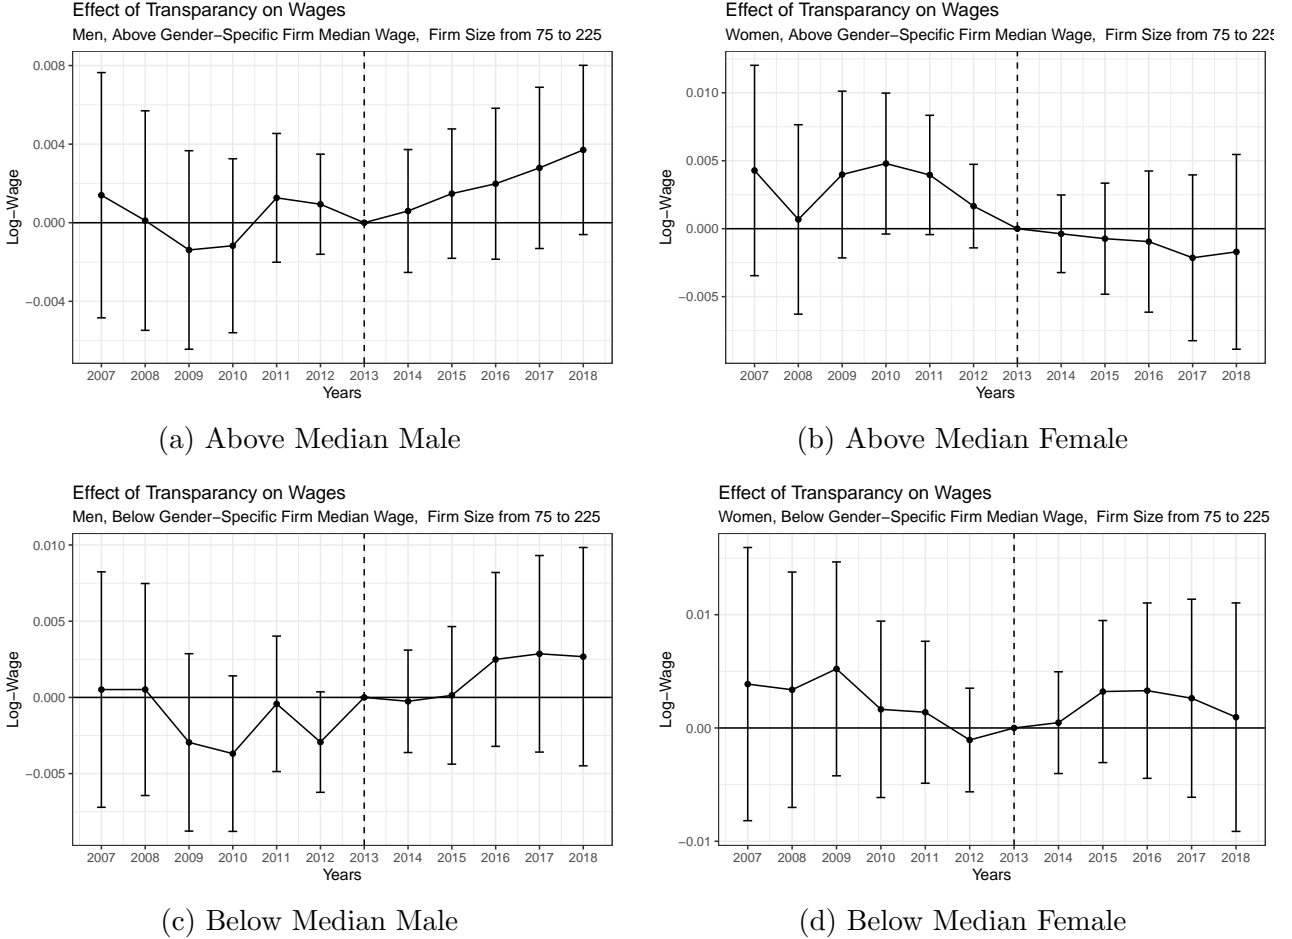 Effect of Transparancy on Wages
Men, Above Gender−Specific Firm Median Wage,  Firm Size from 75 to 225
0.008
0.004
0.000
−0.004
Log−Wage
2007 2008 2009 2010 2011 2012 2013 2014 2015 2016 2017 2018
Years
(a) Above Median Male
Effect of Transparancy on Wages
Women, Above Gender−Specific Firm Median Wage,  Firm Size from 75 to 225
0.010
0.005
0.000
−0.005
Log−Wage
2007 2008 2009 2010 2011 2012 2013 2014 2015 2016 2017 2018
Years
(b) Above Median Female
Effect of Transparancy on Wages
Men, Below Gender−Specific Firm Median Wage,  Firm Size from 75 to 225
0.010
0.005
0.000
−0.005
Log−Wage
2007 2008 2009 2010 2011 2012 2013 2014 2015 2016 2017 2018
Years
(c) Below Median Male
Effect of Transparancy on Wages
Women, Below Gender−Specific Firm Median Wage,  Firm Size from 75 to 225
0.01
0.00
−0.01
Log−Wage
2007 2008 2009 2010 2011 2012 2013 2014 2015 2016 2017 2018
Years
(d) Below Median Female